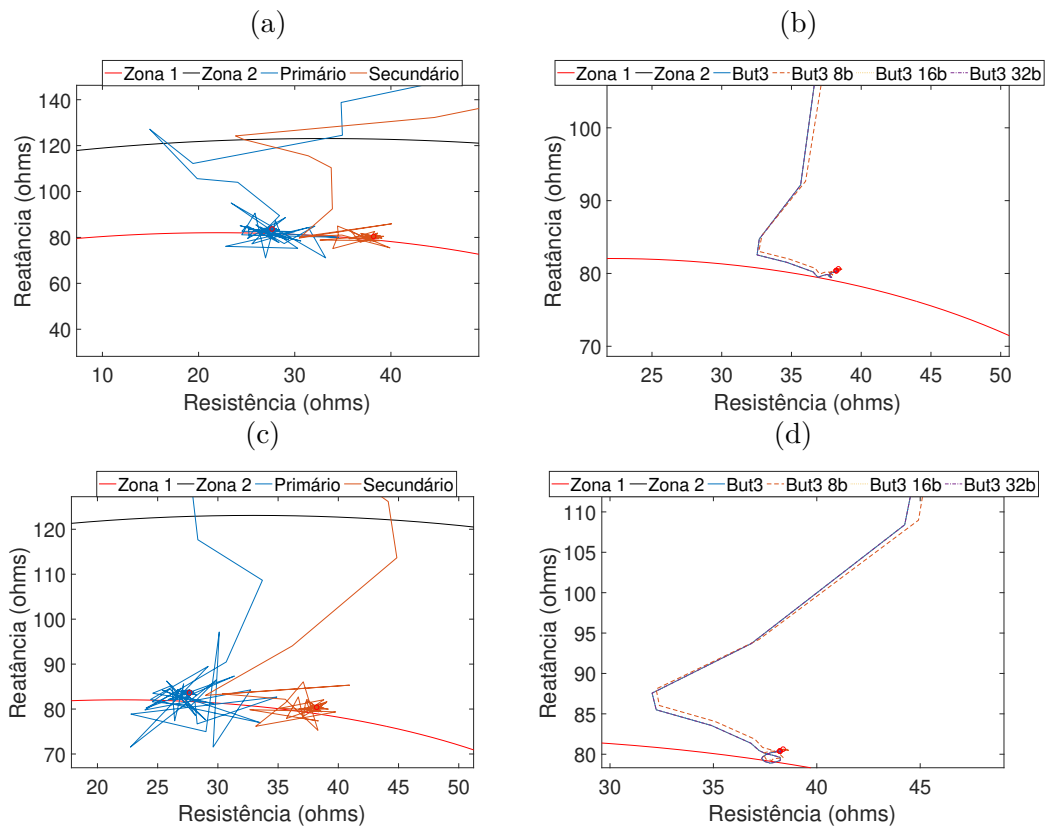 (a)
Zona 1 Zona 2 Primário Secundário
140
120
100
80
60
40
Reatância (ohms)
10 20 30 40
Resistência (ohms)
(b)
Zona 1 Zona 2 But3 But3 8b But3 16b But3 32b
100
90
80
70
Reatância (ohms)
25 30 35 40 45 50
Resistência (ohms)
(c)
Zona 1 Zona 2 Primário Secundário
120
110
100
90
80
70
Reatância (ohms)
20 25 30 35 40 45 50
Resistência (ohms)
(d)
Zona 1 Zona 2 But3 But3 8b But3 16b But3 32b
110
105
100
95
90
85
80
Reatância (ohms)
30 35 40 45
Resistência (ohms)